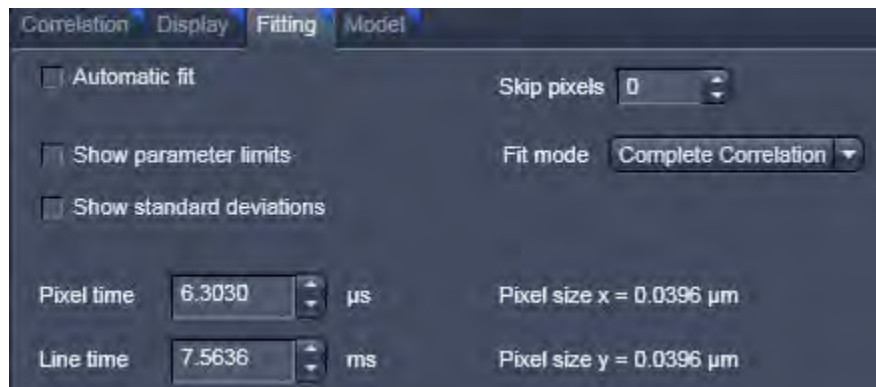 Correlation Display Fitting Model
Automatic fit
Skip pixels 0
Show parameter limits
Fit mode Complete Correlation
Show standard deviations
Pixel time 6.3030 µs
Pixel size x = 0.0396 µm
Line time 7.5636 ms
Pixel size y = 0.0396 µm